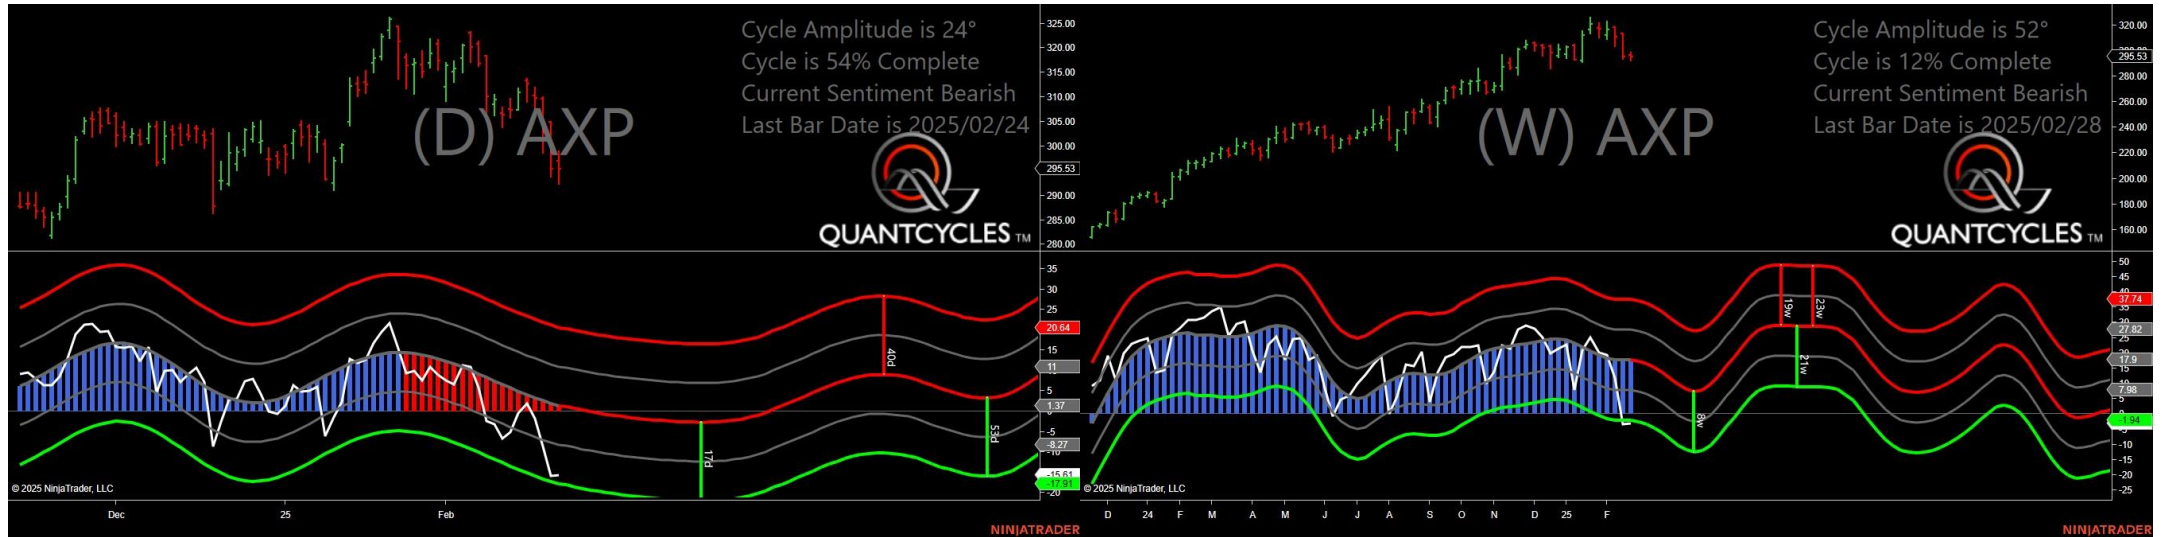 Cycle Amplitude is 24°
Cycle is 54% Complete
Current Sentiment Bearish
Last Bar Date is 2025/02/24
(D) AXP
QUANTCYCLES TM
325.00
320.00
315.00
310.00
305.00
300.00
295.53
290.00
285.00
280.00
35
30
25
20.64
15
11
5
1.37
-5
-8.27
-10
-15.61
-17.91
-20
40d
17d
53d
© 2025 NinjaTrader, LLC
Dec
25
Feb
NINJATRADER
Cycle Amplitude is 52°
Cycle is 12% Complete
Current Sentiment Bearish
Last Bar Date is 2025/02/28
(W) AXP
QUANTCYCLES TM
320.00
295.53
280.00
260.00
240.00
220.00
200.00
180.00
160.00
50
45
40
37.74
35
30
27.82
25
20
17.9
15
10
7.98
5
-1.94
-5
-10
-15
-20
-25
19w
23w
21w
8w
© 2025 NinjaTrader, LLC
D
24
F
M
A
M
J
J
A
S
O
N
D
25
F
NINJATRADER